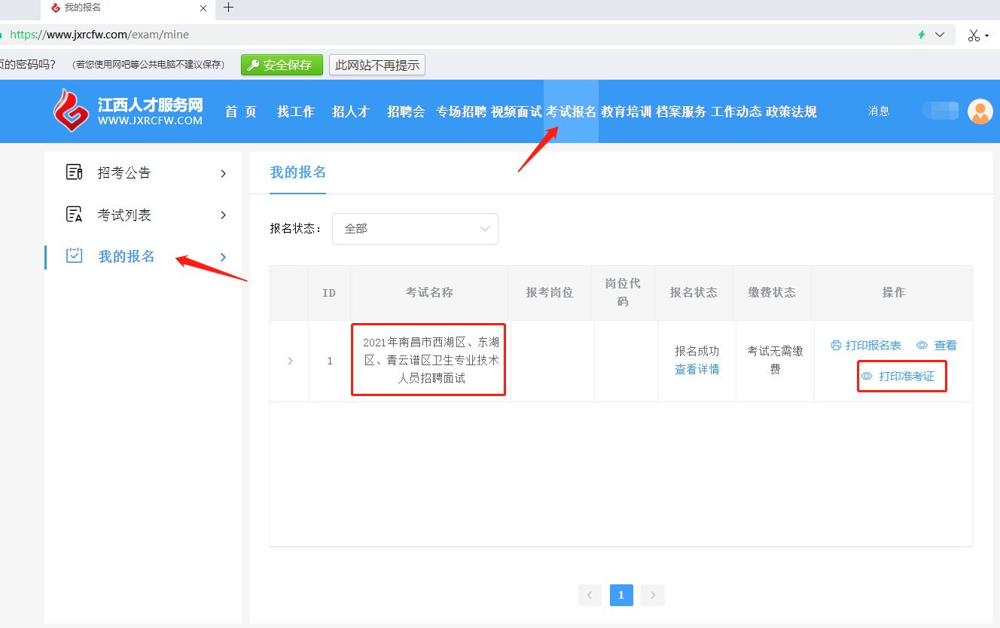 我的报名
https://www.jxrcfw.com/exam/mine
的密码吗？ （若您使用网吧等公共电脑不建议保存） 安全保存 此网站不再提示
江西人才服务网
WWW.JXRCFW.COM
首 页 找工作 招人才 招聘会 专场招聘 视频面试 考试报名 教育培训 档案服务 工作动态 政策法规 消息
招考公告
考试列表
我的报名
我的报名
报名状态： 全部
ID 考试名称 报考岗位 岗位代 报名状态 缴费状态 操作
码
1
2021年南昌市西湖区、东湖
区、青云谱区卫生专业技术
人员招聘面试
报名成功
查看详情
考试无需缴
费
打印报名表 查看
打印准考证
1